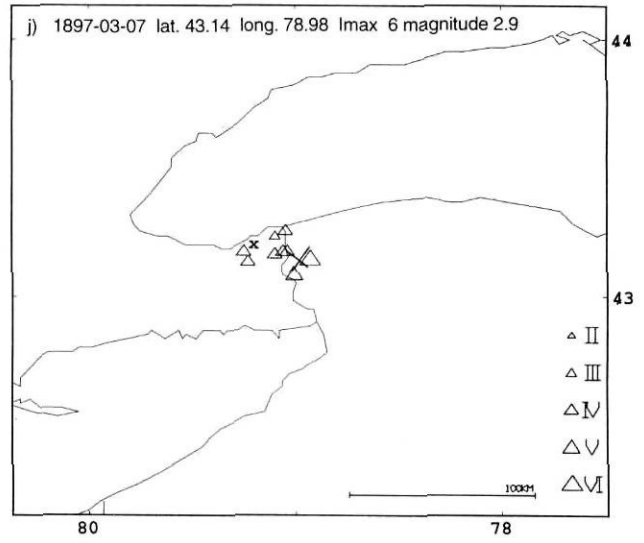 j) 1897-03-07 lat. 43.14 long. 78.98 Imax 6 magnitude 2.9
44
x
43
II
III
IV
V
VI
100KM
80
78